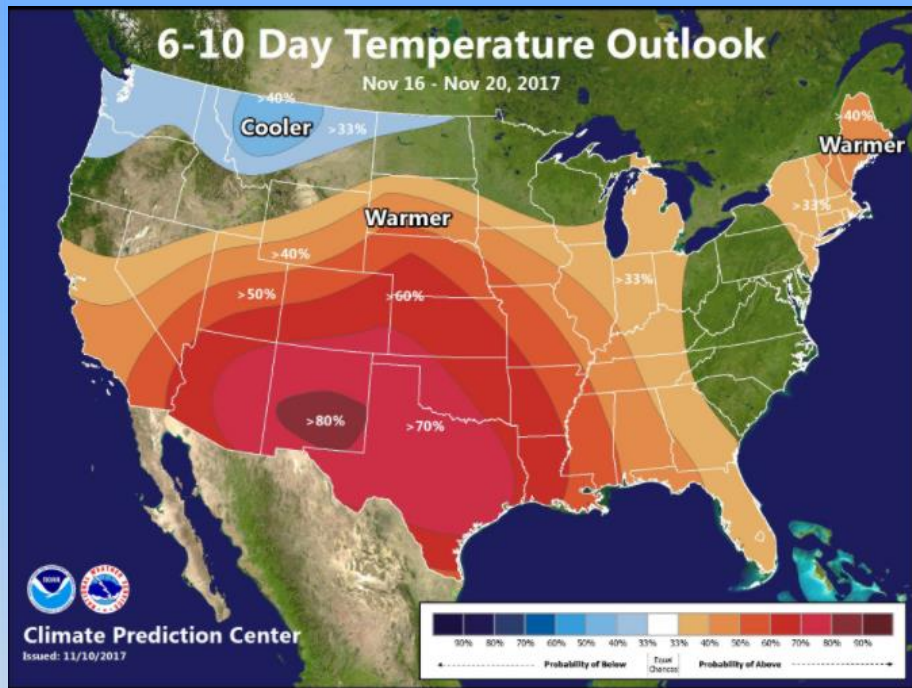 6-10 Day Temperature Outlook
Nov 16 - Nov 20, 2017
>40%
Cooler
>33%
>40%
Warmer
>33%
Warmer
>40%
>50%
>60%
>33%
>80%
>70%
NOAA
Climate Prediction Center
Issued: 11/10/2017
90% 80% 70% 60% 50% 40% 33% 33% 40% 50% 60% 70% 80% 90%
Probability of Below
Equal
Chances
Probability of Above